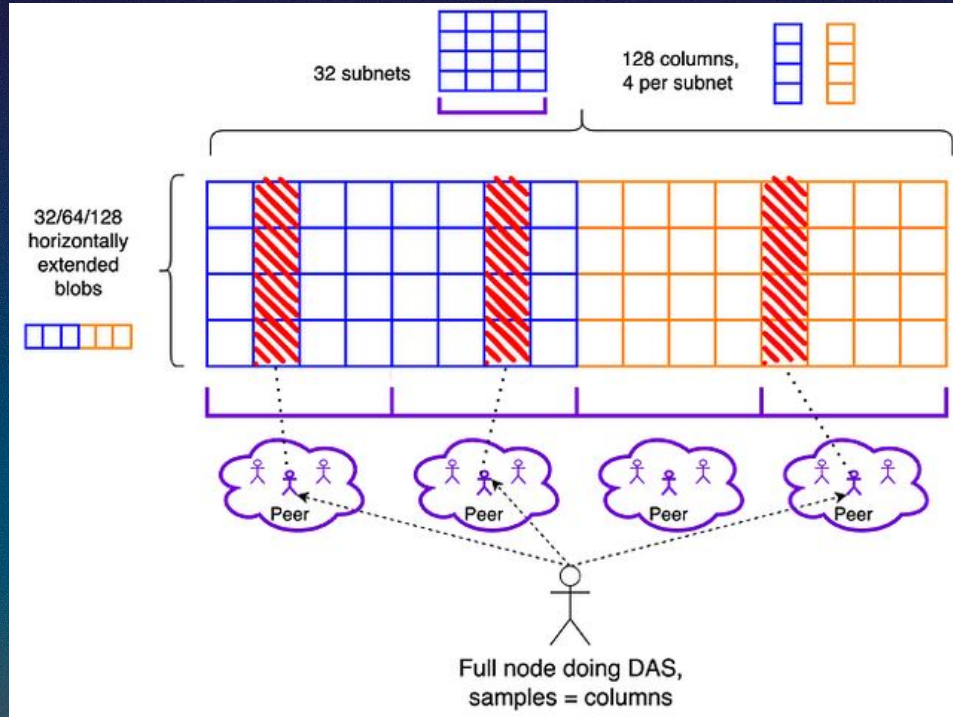 32 subnets
128 columns,
4 per subnet
32/64/128
horizontally
extended
blobs
Peer
Peer
Peer
Peer
Full node doing DAS,
samples = columns